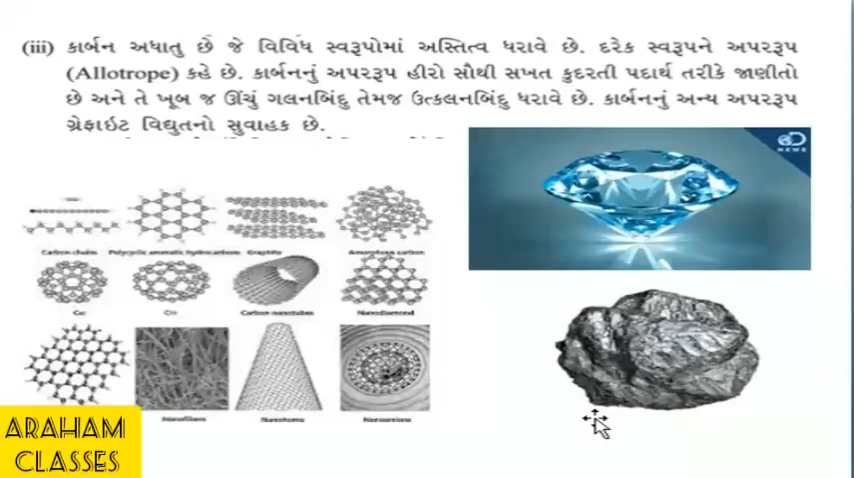 (iii) કાર્બન અધાતુ છે જે વિવિધ સ્વરૂપોમાં અસ્તિત્વ ધરાવે છે. દરેક સ્વરૂપને અપરરૂપ
(Allotrope) કહે છે. કાર્બનનું અપરરૂપ હીરો સૌથી સખત કુદરતી પદાર્થ તરીકે જાણીતો
છે અને તે ખૂબ જ ઊંચું ગલનબિંદુ તેમજ ઉત્કલનબિંદુ ધરાવે છે. કાર્બનનું અન્ય અપરરૂપ
ગ્રેફાઇટ વિદ્યુતનો સુવાહક છે.
NEWS
Carbon chains Polycyclic aromatic hydrocarbons Graphite Amorphous carbon
Carbon nanotubes Nanodiamond
Nanofibers Nanohorns Nanoonions
ARAHAM
CLASSES